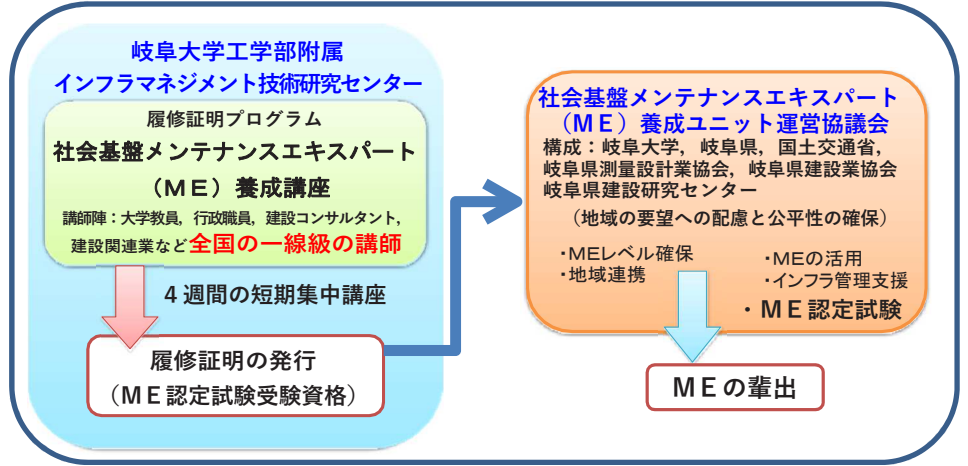 岐阜大学工学部附属
インフラマネジメント技術研究センター
履修証明プログラム
社会基盤メンテナンスエキスパート
（ＭＥ）養成講座
講師陣：大学教員，行政職員，建設コンサルタント，
建設関連業など全国の一線級の講師
４週間の短期集中講座
履修証明の発行
（ＭＥ認定試験受験資格）
社会基盤メンテナンスエキスパート
（ＭＥ）養成ユニット運営協議会
構成：岐阜大学，岐阜県，国土交通省，
岐阜県測量設計業協会，岐阜県建設業協会
岐阜県建設研究センター
（地域の要望への配慮と公平性の確保）
・MEレベル確保
・地域連携
・MEの活用
・インフラ管理支援
・ＭＥ認定試験
ＭＥの輩出